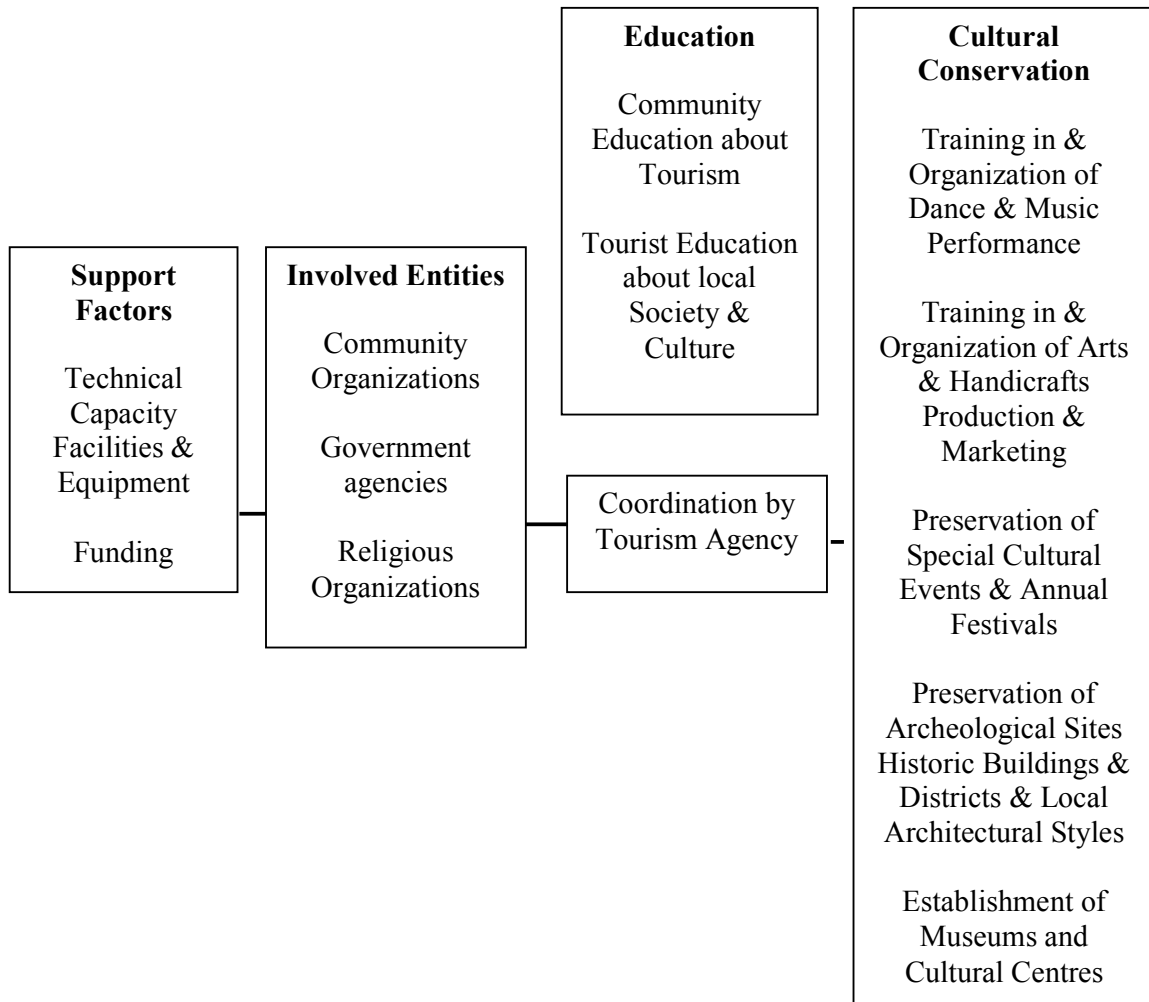 Support
Factors
Technical
Capacity
Facilities &
Equipment
Funding
Involved Entities
Community
Organizations
Government
agencies
Religious
Organizations
Education
Community
Education about
Tourism
Tourist Education
about local
Society &
Culture
Coordination by
Tourism Agency
Cultural
Conservation
Training in &
Organization of
Dance & Music
Performance
Training in &
Organization of Arts
& Handicrafts
Production &
Marketing
Preservation of
Special Cultural
Events & Annual
Festivals
Preservation of
Archeological Sites
Historic Buildings &
Districts & Local
Architectural Styles
Establishment of
Museums and
Cultural Centres